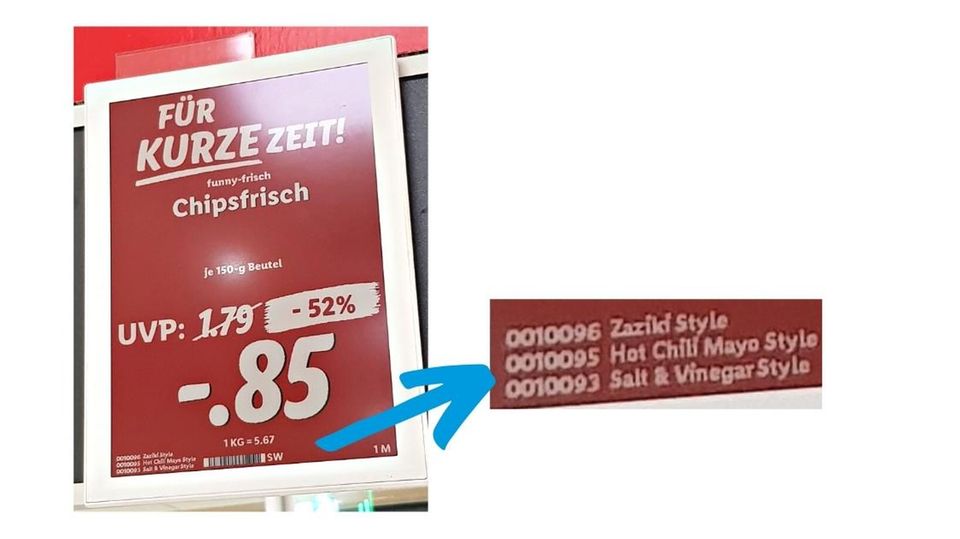 FÜR
KURZE ZEIT!
funny-frisch
Chipsfrisch
je 150-g Beutel
UVP: 1.79 - 52%
-.85
1 KG = 5.67
0010096 Zaziki Style
0010095 Hot Chili Mayo Style
0010093 Salt & Vinegar Style
SW
1 M
0010096 Zaziki Style
0010095 Hot Chili Mayo Style
0010093 Salt & Vinegar Style